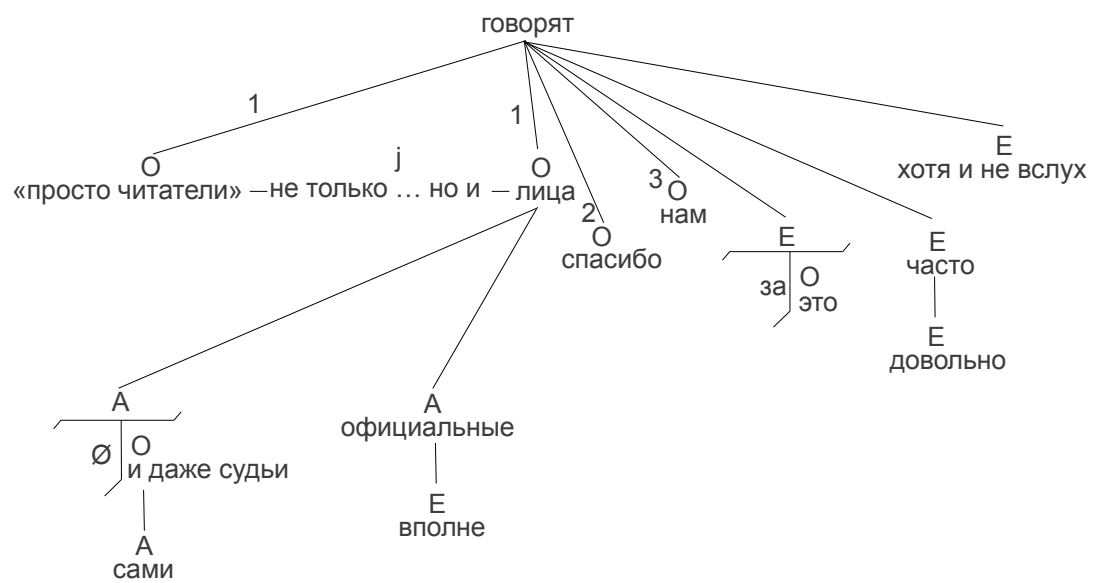 говорят
1
1
O
«просто читатели»
j
не только … но и
O
лица
2
O
спасибо
3
O
нам
E
за
O
это
E
часто
E
довольно
E
хотя и не вслух
A
Ø
O
и даже судьи
A
сами
A
официальные
E
вполне